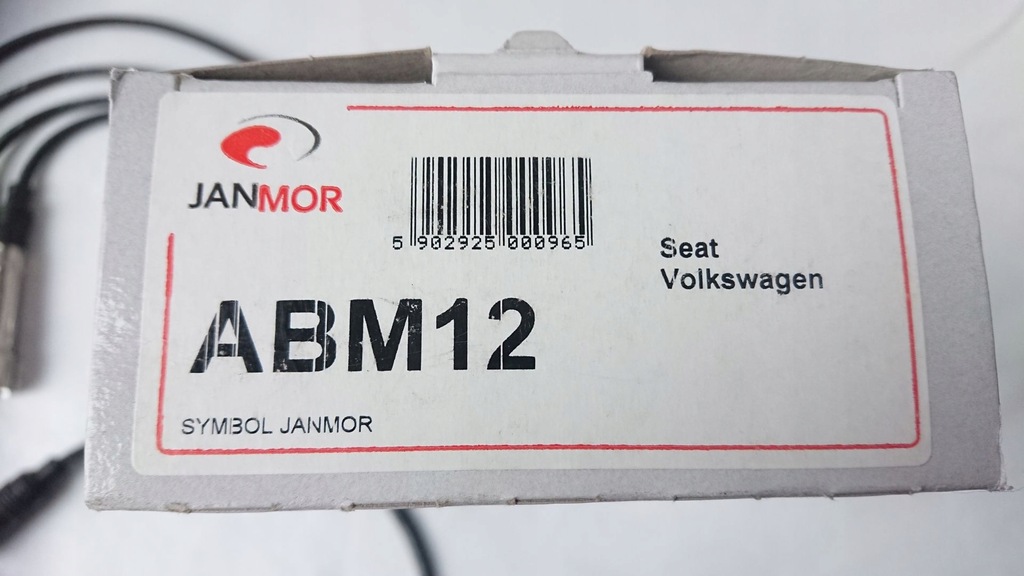 JANMOR
5 902925 000965
Seat
Volkswagen
ABM12
SYMBOL JANMOR